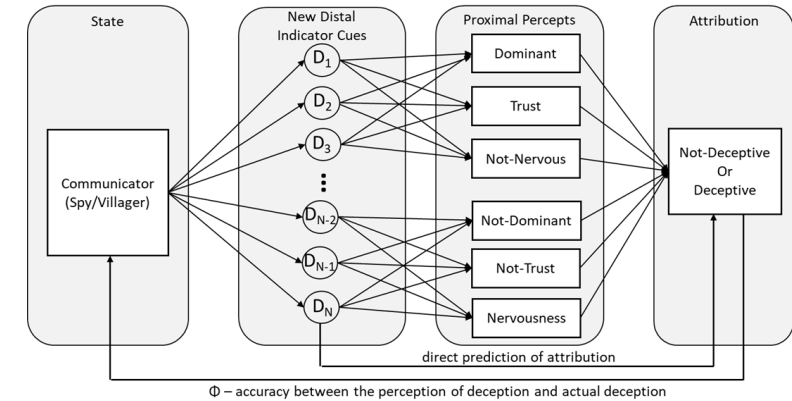 State
New Distal
Indicator Cues
Proximal Percepts
Attribution
Communicator
(Spy/Villager)
D1
D2
D3
DN-2
DN-1
DN
Dominant
Trust
Not-Nervous
Not-Dominant
Not-Trust
Nervousness
Not-Deceptive
Or
Deceptive
direct prediction of attribution
Φ – accuracy between the perception of deception and actual deception